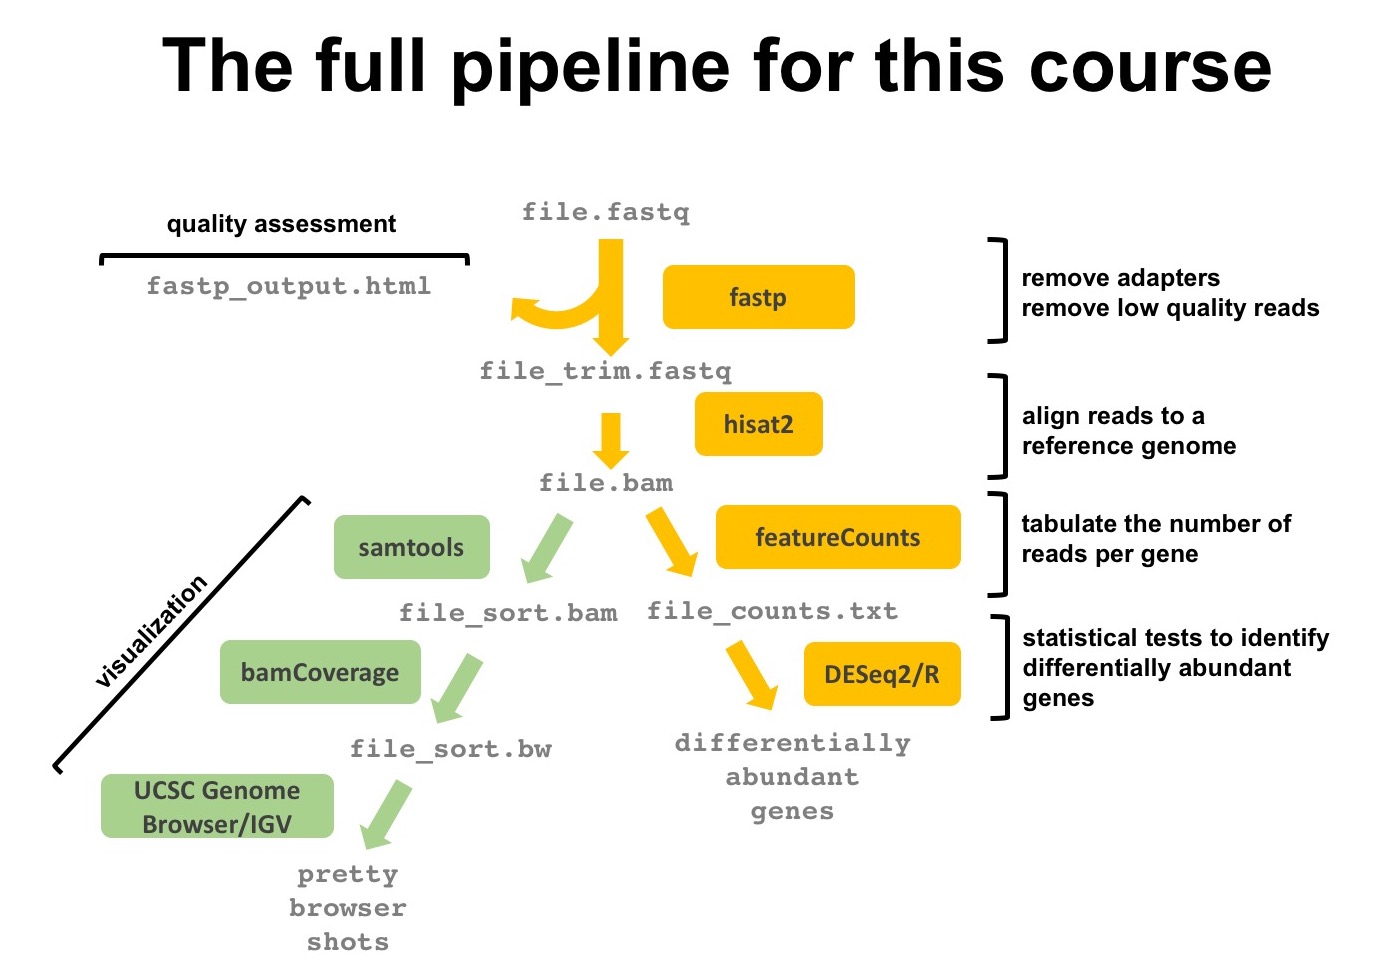 The full pipeline for this course
quality assessment
file.fastq
fastp_output.html
fastp
remove adapters
remove low quality reads
file_trim.fastq
hisat2
align reads to a
reference genome
file.bam
samtools
featureCounts
tabulate the number of
reads per gene
visualization
file_sort.bam
file_counts.txt
bamCoverage
DESeq2/R
statistical tests to identify
differentially abundant
genes
file_sort.bw
differentially
abundant
genes
UCSC Genome
Browser/IGV
pretty
browser
shots